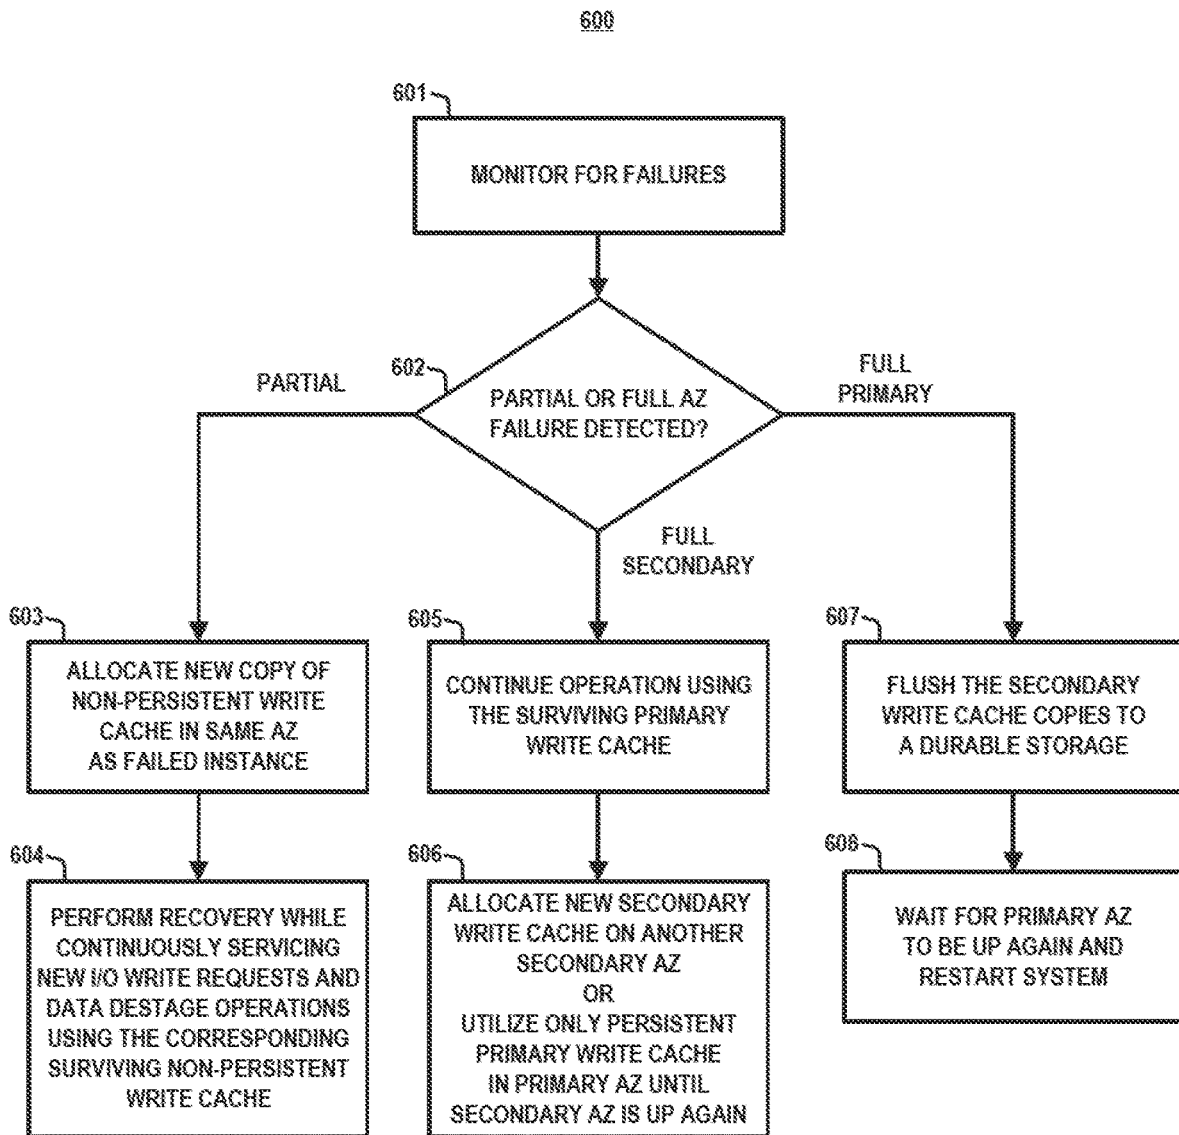 600
601
MONITOR FOR FAILURES
602
PARTIAL OR FULL AZ
FAILURE DETECTED?
PARTIAL
FULL
PRIMARY
FULL
SECONDARY
603
ALLOCATE NEW COPY OF
NON-PERSISTENT WRITE
CACHE IN SAME AZ
AS FAILED INSTANCE
604
PERFORM RECOVERY WHILE
CONTINUOUSLY SERVICING
NEW I/O WRITE REQUESTS AND
DATA DESTAGE OPERATIONS
USING THE CORRESPONDING
SURVIVING NON-PERSISTENT
WRITE CACHE
605
CONTINUE OPERATION USING
THE SURVIVING PRIMARY
WRITE CACHE
606
ALLOCATE NEW SECONDARY
WRITE CACHE ON ANOTHER
SECONDARY AZ
OR
UTILIZE ONLY PERSISTENT
PRIMARY WRITE CACHE
IN PRIMARY AZ UNTIL
SECONDARY AZ IS UP AGAIN
607
FLUSH THE SECONDARY
WRITE CACHE COPIES TO
A DURABLE STORAGE
608
WAIT FOR PRIMARY AZ
TO BE UP AGAIN AND
RESTART SYSTEM